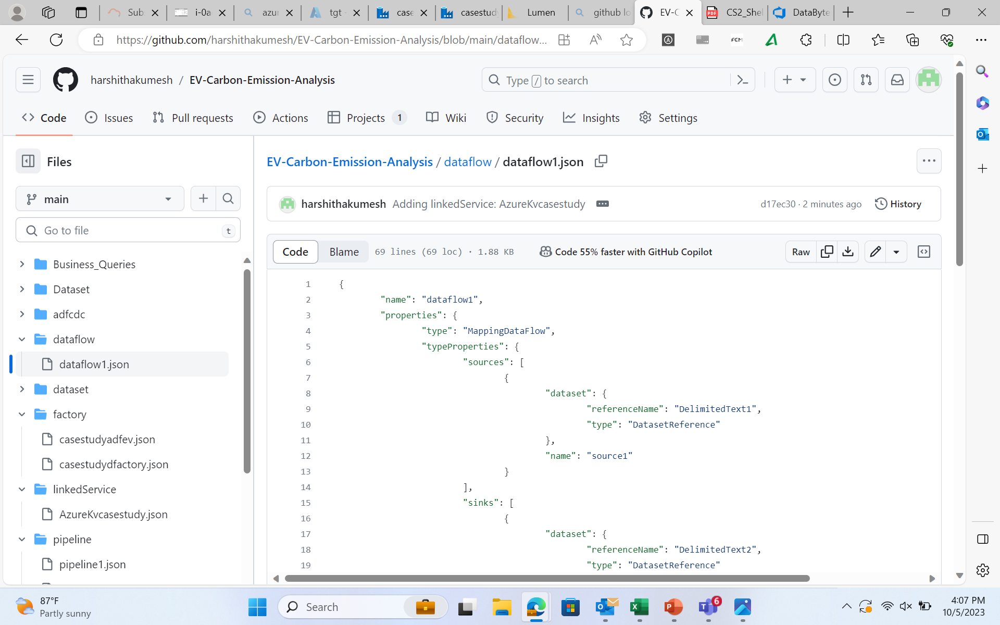 Sub
i-0a
azur
tgt -
case
casestudy
Lumen
github lo
EV-C
CS2_Shel
DataByte
https://github.com/harshithakumesh/EV-Carbon-Emission-Analysis/blob/main/dataflow...
FCM
harshithakumesh / EV-Carbon-Emission-Analysis
Type / to search
Code
Issues
Pull requests
Actions
Projects 1
Wiki
Security
Insights
Settings
Files
main
Go to file
t
Business_Queries
Dataset
adfcdc
dataflow
dataflow1.json
dataset
factory
casestudyadfev.json
casestudydfactory.json
linkedService
AzureKvcasestudy.json
pipeline
pipeline1.json
EV-Carbon-Emission-Analysis / dataflow / dataflow1.json
harshithakumesh Adding linkedService: AzureKvcasestudy
d17ec30 · 2 minutes ago
History
Code
Blame
69 lines (69 loc) · 1.88 KB
Code 55% faster with GitHub Copilot
Raw
1 {
2 "name": "dataflow1",
3 "properties": {
4 "type": "MappingDataFlow",
5 "typeProperties": {
6 "sources": [
7 {
8 "dataset": {
9 "referenceName": "DelimitedText1",
10 "type": "DatasetReference"
11 },
12 "name": "source1"
13 }
14 ],
15 "sinks": [
16 {
17 "dataset": {
18 "referenceName": "DelimitedText2",
19 "type": "DatasetReference"
87°F
Partly sunny
Search
6
4:07 PM
10/5/2023